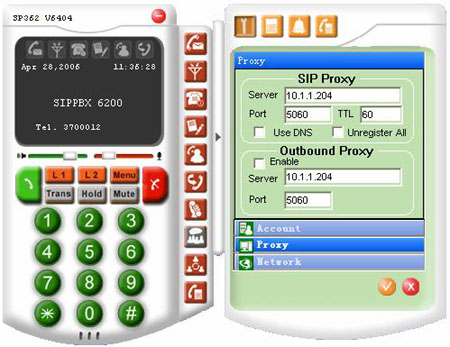 SP362 V6404
Apr 28,2006 11:36:28
SIPPBX 6200
Tel. 3700012
L 1 L 2 Menu
Trans Hold Mute
1 2 3
4 5 6
7 8 9
* 0 #
Proxy
SIP Proxy
Server 10.1.1.204
Port 5060 TTL 60
Use DNS Unregister All
Outbound Proxy
Enable
Server 10.1.1.204
Port 5060
Account
Proxy
Network